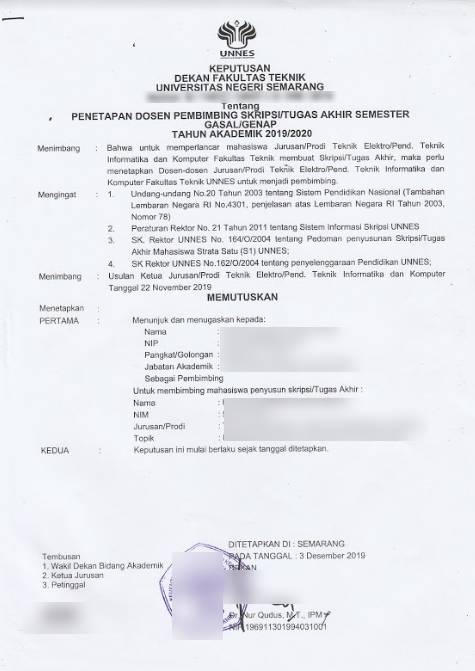 UNNES
KEPUTUSAN
DEKAN FAKULTAS TEKNIK
UNIVERSITAS NEGERI SEMARANG
Tentang
PENETAPAN DOSEN PEMBIMBING SKRIPSI/TUGAS AKHIR SEMESTER
GASAL/GENAP
TAHUN AKADEMIK 2019/2020
Menimbang : Bahwa untuk memperlancar mahasiswa Jurusan/Prodi Teknik Elektro/Pend. Teknik
Informatika dan Komputer Fakultas Teknik membuat Skripsi/Tugas Akhir, maka perlu
menetapkan Dosen-dosen Jurusan/Prodi Teknik Elektro/Pend. Teknik Informatika dan
Komputer Fakultas Teknik UNNES untuk menjadi pembimbing.
Mengingat : 1. Undang-undang No.20 Tahun 2003 tentang Sistem Pendidikan Nasional (Tambahan
Lembaran Negara RI No.4301, penjelasan atas Lembaran Negara RI Tahun 2003,
Nomor 78)
2. Peraturan Rektor No. 21 Tahun 2011 tentang Sistem Informasi Skripsi UNNES
3. SK. Rektor UNNES No. 164/O/2004 tentang Pedoman penyusunan Skripsi/Tugas
Akhir Mahasiswa Strata Satu (S1) UNNES;
4. SK Rektor UNNES No.162/O/2004 tentang penyelenggaraan Pendidikan UNNES;
Menimbang : Usulan Ketua Jurusan/Prodi Teknik Elektro/Pend. Teknik Informatika dan Komputer
Tanggal 22 November 2019
MEMUTUSKAN
Menetapkan :
PERTAMA : Menunjuk dan menugaskan kepada:
Nama :
NIP :
Pangkat/Golongan :
Jabatan Akademik :
Sebagai Pembimbing
Untuk membimbing mahasiswa penyusun skripsi/Tugas Akhir :
Nama :
NIM :
Jurusan/Prodi :
Topik :
KEDUA : Keputusan ini mulai berlaku sejak tanggal ditetapkan.
DITETAPKAN DI : SEMARANG
PADA TANGGAL : 3 Desember 2019
DEKAN
Tembusan
1. Wakil Dekan Bidang Akademik
2. Ketua Jurusan
3. Petinggal
Dr. Nur Qudus, M.T., IPM
NIP 196911301994031001